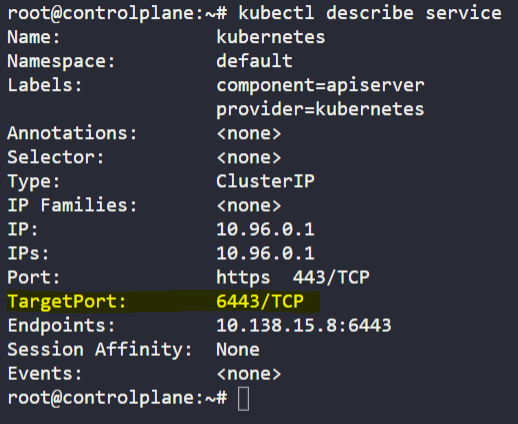 root@controlplane:~# kubectl describe service
Name:              kubernetes
Namespace:         default
Labels:            component=apiserver
                   provider=kubernetes
Annotations:       <none>
Selector:          <none>
Type:              ClusterIP
IP Families:       <none>
IP:                10.96.0.1
IPs:               10.96.0.1
Port:              https  443/TCP
TargetPort:        6443/TCP
Endpoints:         10.138.15.8:6443
Session Affinity:  None
Events:            <none>
root@controlplane:~#